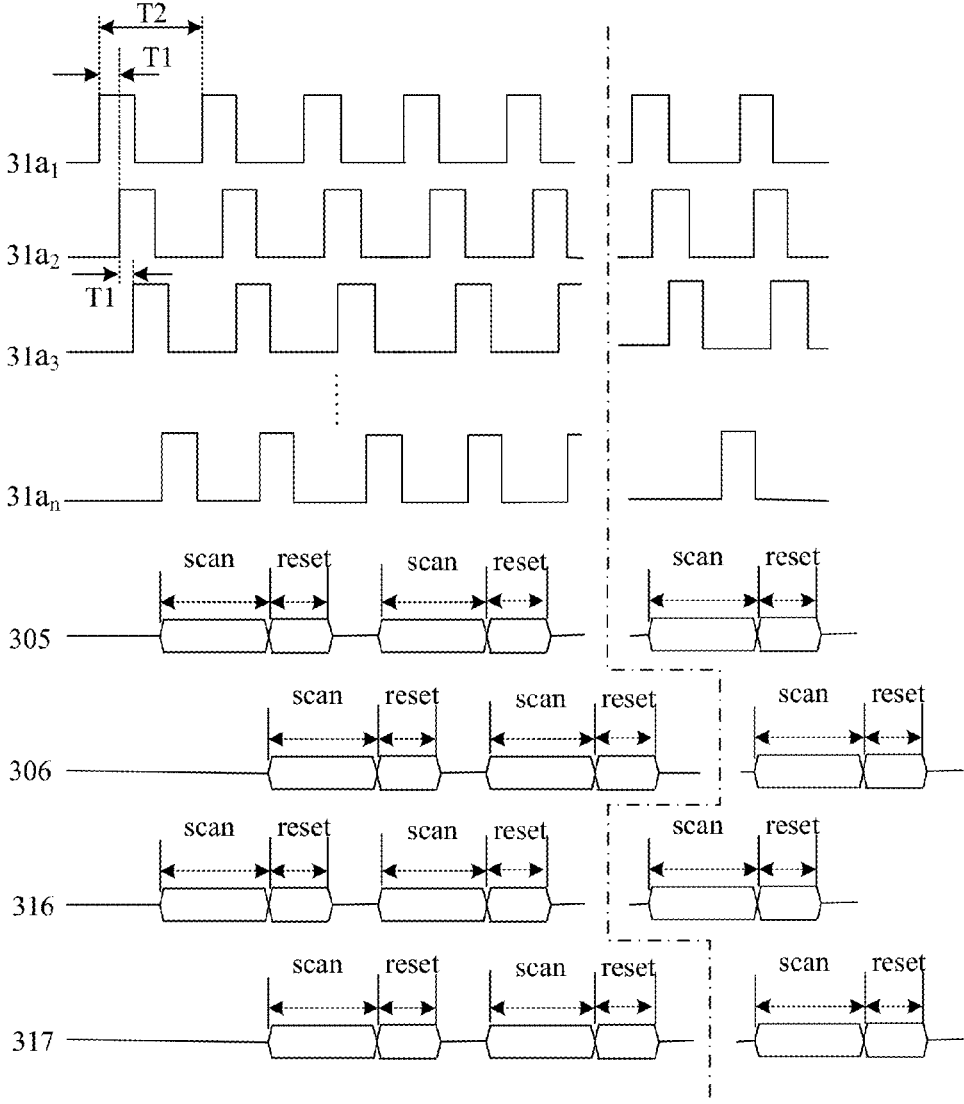 T2
T1
31a1
31a2
T1
31a3
31an
scan reset scan reset scan reset
305
scan reset scan reset scan reset
306
scan reset scan reset scan reset
316
scan reset scan reset scan reset
317